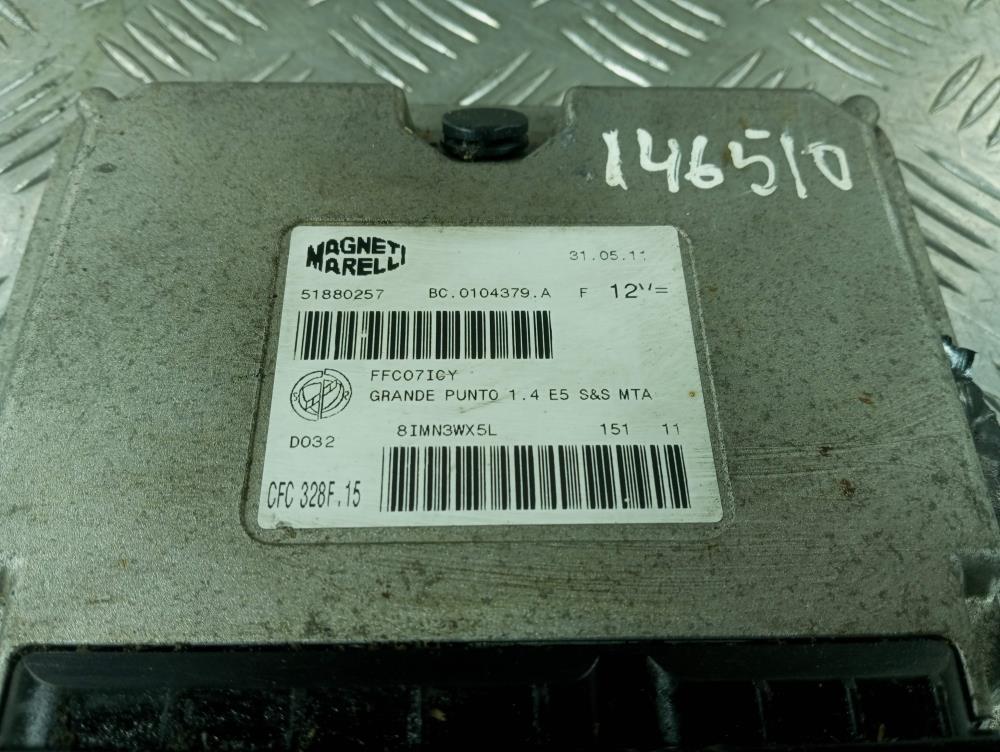 146510
MAGNETI
MARELLI
31.05.11
51880257 BC.0104379.A F 12V=
FFC07IGY
GRANDE PUNTO 1.4 E5 S&S MTA
D032 8IMN3WX5L 151 11
CFC 328F.15